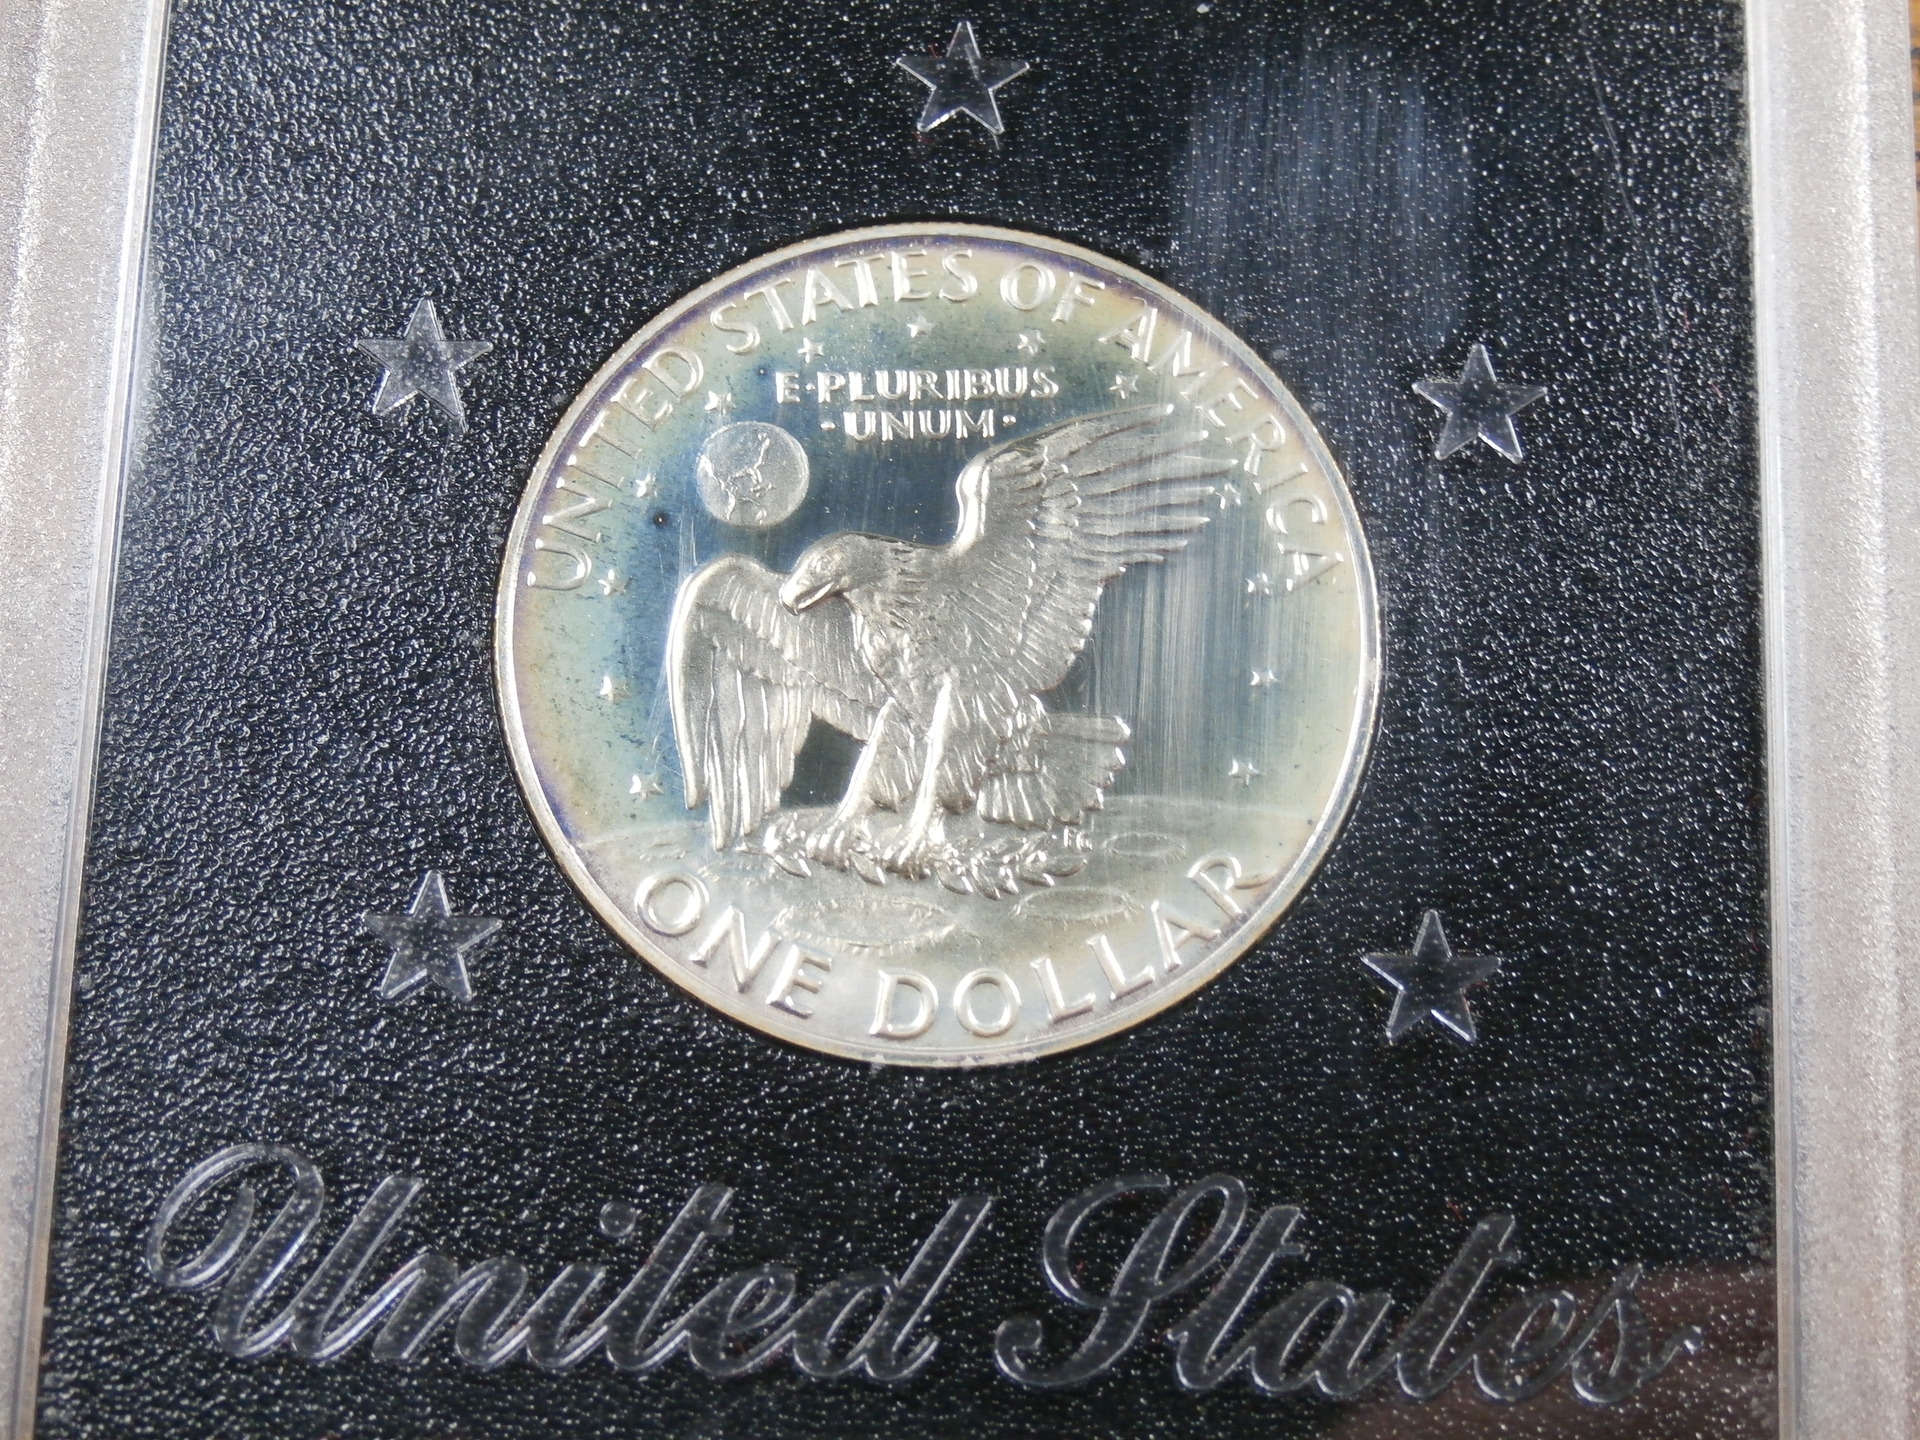 UNITED STATES OF AMERICA
E·PLURIBUS
·UNUM·
ONE DOLLAR
United States